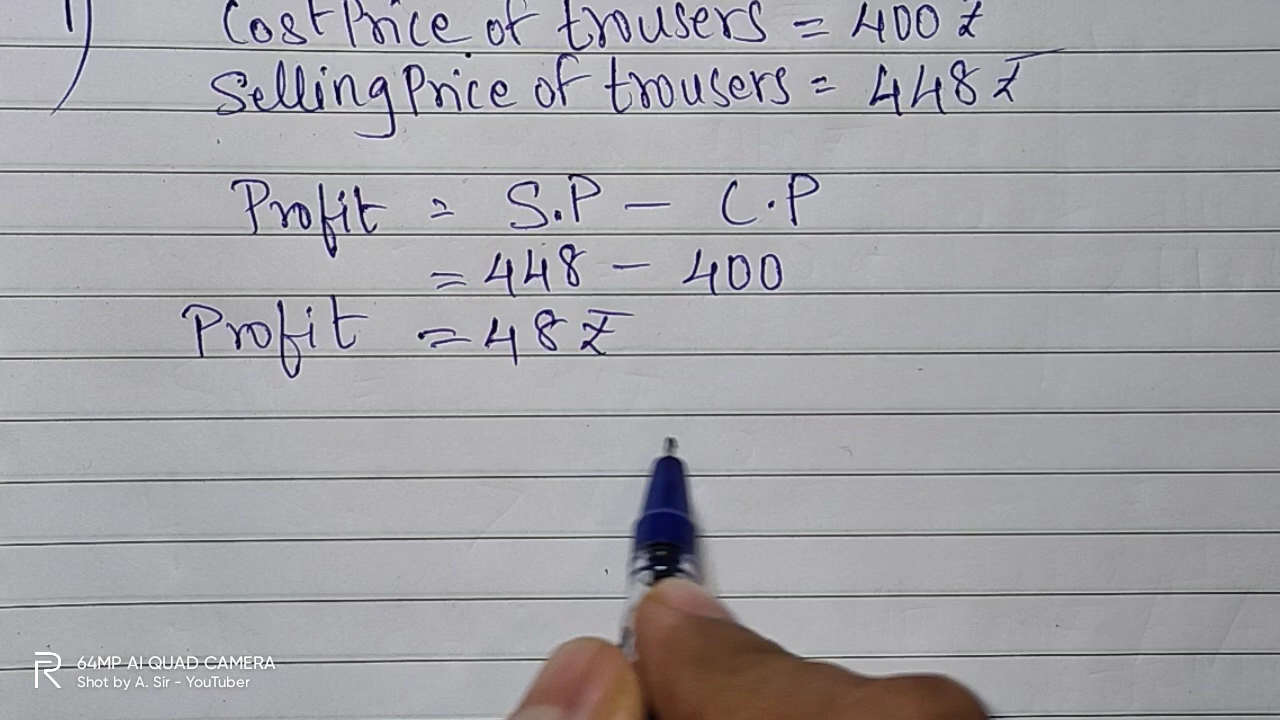 1) Cost Price of trousers = 400 ₹
Selling Price of trousers = 448 ₹
Profit = S.P - C.P
= 448 - 400
Profit = 48 ₹
64MP AI QUAD CAMERA
Shot by A. Sir - YouTuber